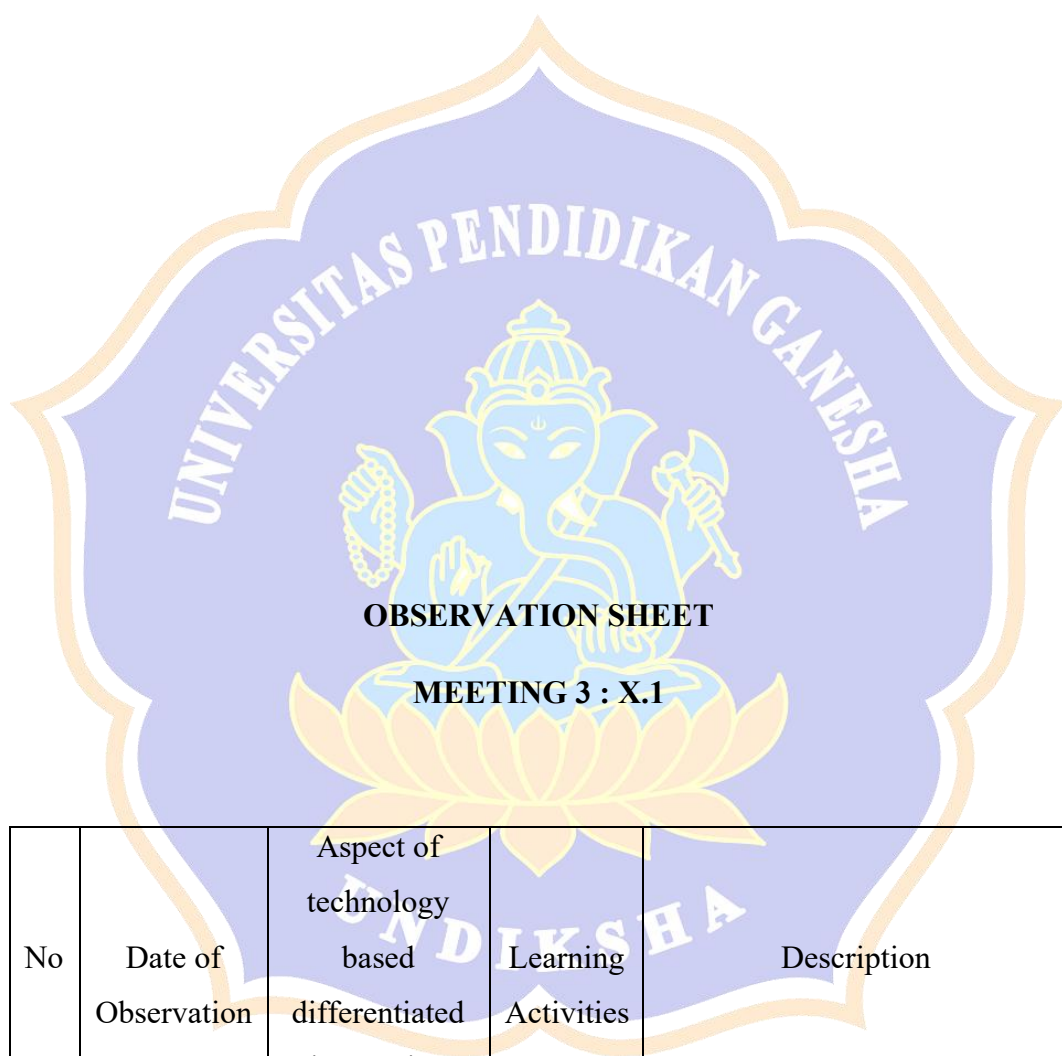 UNIVERSITAS PENDIDIKAN GANESHA
OBSERVATION SHEET
MEETING 3 : X.1
No
Date of
Observation
Aspect of
technology
based
differentiated
Learning
Activities
Description
UNDIKSHA